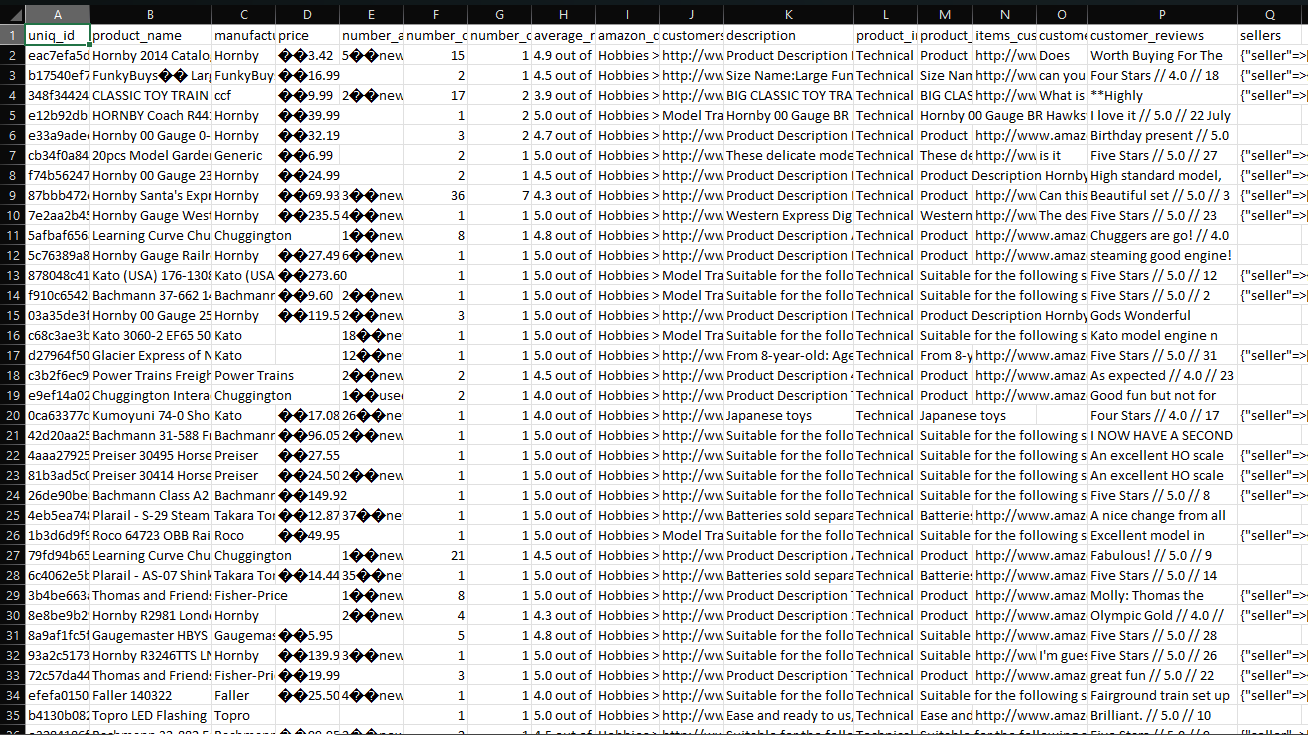 A B C D E F G H I J K L M N O P Q
1 uniq_id product_name manufactu price number_a number_o number_o average_r amazon_c customers description product_i product_ items_cus custome customer_reviews sellers
2 eac7efa5d Hornby 2014 Catalo Hornby ��3.42 5��new 15 1 4.9 out of Hobbies > http://ww Product Description Technical Product http://ww Does Worth Buying For The {"seller"=>
3 b17540ef7 FunkyBuys�� Lar FunkyBuy ��16.99 2 1 4.5 out of Hobbies > http://ww Size Name:Large Fun Technical Size Nam http://ww can you Four Stars // 4.0 // 18 {"seller"=>
4 348f34424 CLASSIC TOY TRAIN ccf ��9.99 2��new 17 2 3.9 out of Hobbies > http://ww BIG CLASSIC TOY TRA Technical BIG CLAS http://ww What is **Highly {"seller"=>
5 e12b92db HORNBY Coach R44 Hornby ��39.99 1 2 5.0 out of Hobbies > Model Tra Hornby 00 Gauge BR Technical Hornby 00 Gauge BR Hawks I love it // 5.0 // 22 July
6 e33a9ade Hornby 00 Gauge 0- Hornby ��32.19 3 2 4.7 out of Hobbies > http://ww Product Description Technical Product http://www.amaz Birthday present // 5.0 {"seller"=>
7 cb34f0a84 20pcs Model Garde Generic ��6.99 2 1 5.0 out of Hobbies > http://ww These delicate mode Technical These de http://ww is it Five Stars // 5.0 // 27 {"seller"=>
8 f74b56247 Hornby 00 Gauge 23 Hornby ��24.99 2 1 4.5 out of Hobbies > http://ww Product Description Technical Product Description Hornby High standard model, {"seller"=>
9 87bbb472 Hornby Santa's Exp Hornby ��69.93 3��new 36 7 4.3 out of Hobbies > http://ww Product Description Technical Product http://ww Can this Beautiful set // 5.0 // 3 {"seller"=>
10 7e2aa2b4 Hornby Gauge Wes Hornby ��235.5 4��new 1 1 5.0 out of Hobbies > http://ww Western Express Dig Technical Western http://ww The des Five Stars // 5.0 // 23 {"seller"=>
11 5afbaf656 Learning Curve Chu Chuggington 1��new 8 1 4.8 out of Hobbies > http://ww Product Description Technical Product http://www.amaz Chuggers are go! // 4.0
12 5c76389a8 Hornby Gauge Railr Hornby ��27.49 6��new 1 1 5.0 out of Hobbies > http://ww Product Description Technical Product http://www.amaz steaming good engine!
13 878048c41 Kato (USA) 176-130 Kato (USA ��273.60 1 1 5.0 out of Hobbies > Model Tra Suitable for the follo Technical Suitable for the following s Five Stars // 5.0 // 12 {"seller"=>
14 f910c6542 Bachmann 37-662 1 Bachmann ��9.60 2��new 1 1 5.0 out of Hobbies > Model Tra Suitable for the follo Technical Suitable for the following s Five Stars // 5.0 // 2 {"seller"=>
15 03a35de3f Hornby 00 Gauge 25 Hornby ��119.5 2��new 3 1 5.0 out of Hobbies > http://ww Product Description Technical Product Description Hornby Gods Wonderful
16 c68c3ae3b Kato 3060-2 EF65 50 Kato 18��ne 1 1 5.0 out of Hobbies > Model Tra Suitable for the follo Technical Suitable for the following s Kato model engine n
17 d27964f50 Glacier Express of N Kato 12��ne 1 1 5.0 out of Hobbies > http://ww From 8-year-old: Age Technical From 8-y http://www.amaz Five Stars // 5.0 // 31 {"seller"=>
18 c3b2f6ec9 Power Trains Freigh Power Trains 2��new 2 1 4.5 out of Hobbies > http://ww Product Description Technical Product http://www.amaz As expected // 4.0 // 23
19 e9ef14a02 Chuggington Intera Chuggington 1��use 2 1 4.0 out of Hobbies > http://ww Product Description Technical Product http://www.amaz Good fun but not for
20 0ca63377c Kumoyuni 74-0 Sho Kato ��17.08 26��ne 1 1 4.0 out of Hobbies > http://ww Japanese toys Technical Japanese toys Four Stars // 4.0 // 17 {"seller"=>
21 42d20aa25 Bachmann 31-588 F Bachmann ��96.05 2��new 1 1 5.0 out of Hobbies > http://ww Suitable for the follo Technical Suitable for the following s I NOW HAVE A SECOND
22 4aaa27925 Preiser 30495 Horse Preiser ��27.55 1 1 5.0 out of Hobbies > http://ww Suitable for the follo Technical Suitable for the following s An excellent HO scale {"seller"=>
23 81b3ad5c0 Preiser 30414 Horse Preiser ��24.50 2��new 1 1 5.0 out of Hobbies > http://ww Suitable for the follo Technical Suitable for the following s An excellent HO scale {"seller"=>
24 26de90be Bachmann Class A2 Bachmann ��149.92 1 1 5.0 out of Hobbies > http://ww Suitable for the follo Technical Suitable for the following s Five Stars // 5.0 // 8 {"seller"=>
25 4eb5ea74 Plarail - S-29 Steam Takara Tor ��12.87 37��ne 1 1 5.0 out of Hobbies > http://ww Batteries sold separa Technical Batterie http://www.amaz A nice change from all
26 1b3d6d9f9 Roco 64723 OBB Rai Roco ��49.95 1 1 5.0 out of Hobbies > Model Tra Suitable for the follo Technical Suitable for the following s Excellent model in {"seller"=>
27 79fd94b65 Learning Curve Chu Chuggington 1��new 21 1 4.5 out of Hobbies > http://ww Product Description Technical Product http://www.amaz Fabulous! // 5.0 // 9
28 6c4062e5b Plarail - AS-07 Shink Takara Tor ��14.44 35��ne 1 1 5.0 out of Hobbies > http://ww Batteries sold separa Technical Batterie http://www.amaz Five Stars // 5.0 // 14
29 3b4be663 Thomas and Friend Fisher-Price 1��new 8 1 5.0 out of Hobbies > http://ww Product Description Technical Product http://www.amaz Molly: Thomas the {"seller"=>
30 8e8be9b2 Hornby R2981 Lond Hornby 2��new 4 1 4.3 out of Hobbies > http://ww Product Description Technical Product http://www.amaz Olympic Gold // 4.0 // {"seller"=>
31 8a9af1fc5 Gaugemaster HBYS Gaugemas ��5.95 5 1 4.8 out of Hobbies > http://ww Suitable for the follo Technical Suitable for the following s Five Stars // 5.0 // 28
32 93a2c5173 Hornby R3246TTS LN Hornby ��139.9 3��new 1 1 5.0 out of Hobbies > http://ww Suitable for the follo Technical Suitable http://ww I'm gues Five Stars // 5.0 // 26 {"seller"=>
33 72c57da44 Thomas and Friend Fisher-Pri ��19.99 3 1 5.0 out of Hobbies > http://ww Product Description Technical Product http://www.amaz great fun // 5.0 // 22 {"seller"=>
34 efefa0150 Faller 140322 Faller ��25.50 4��new 1 1 4.0 out of Hobbies > http://ww Suitable for the follo Technical Suitable for the following s Fairground train set up {"seller"=>
35 b4130b08 Topro LED Flashing Topro 1 1 5.0 out of Hobbies > http://ww Ease and ready to us, Technical Ease and http://www.amaz Brilliant. // 5.0 // 10